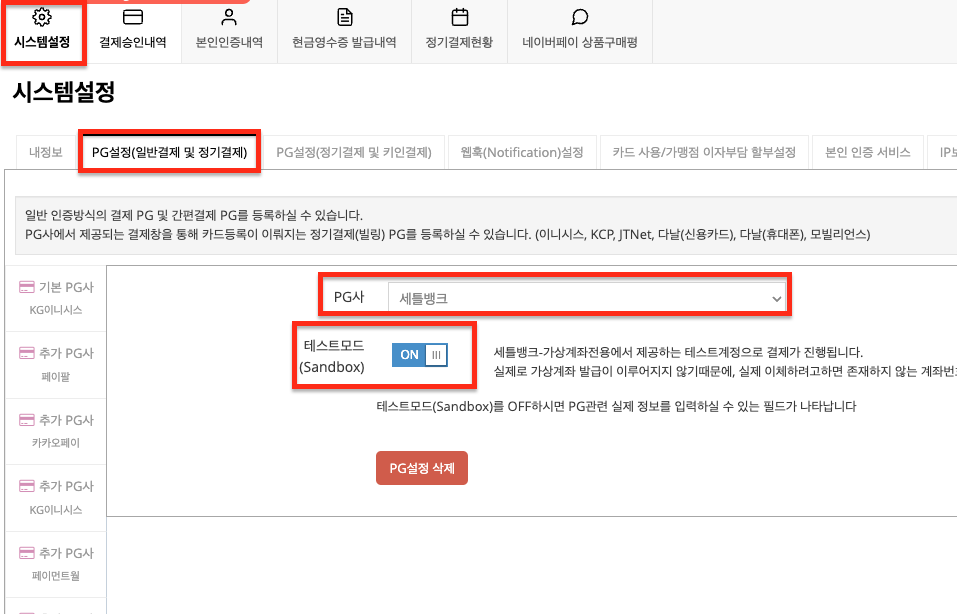 시스템설정
결제승인내역
본인인증내역
현금영수증 발급내역
정기결제현황
네이버페이 상품구매평
시스템설정
내정보
PG설정(일반결제 및 정기결제)
PG설정(정기결제 및 키인결제)
웹훅(Notification)설정
카드 사용/가맹점 이자부담 할부설정
본인 인증 서비스
일반 인증방식의 결제 PG 및 간편결제 PG를 등록하실 수 있습니다.
PG사에서 제공되는 결제창을 통해 카드등록이 이뤄지는 정기결제(빌링) PG를 등록하실 수 있습니다. (이니시스, KCP, JTNet, 다날(신용카드), 다날(휴대폰), 모빌리언스)
기본 PG사
KG이니시스
추가 PG사
페이팔
추가 PG사
카카오페이
추가 PG사
KG이니시스
추가 PG사
페이먼트월
PG사
세틀뱅크
테스트모드
(Sandbox)
ON
세틀뱅크-가상계좌전용에서 제공하는 테스트계정으로 결제가 진행됩니다.
실제로 가상계좌 발급이 이루어지지 않기때문에, 실제 이체하려고하면 존재하지 않는
테스트모드(Sandbox)를 OFF하시면 PG관련 실제 정보를 입력하실 수 있는 필드가 나타납니다
PG설정 삭제